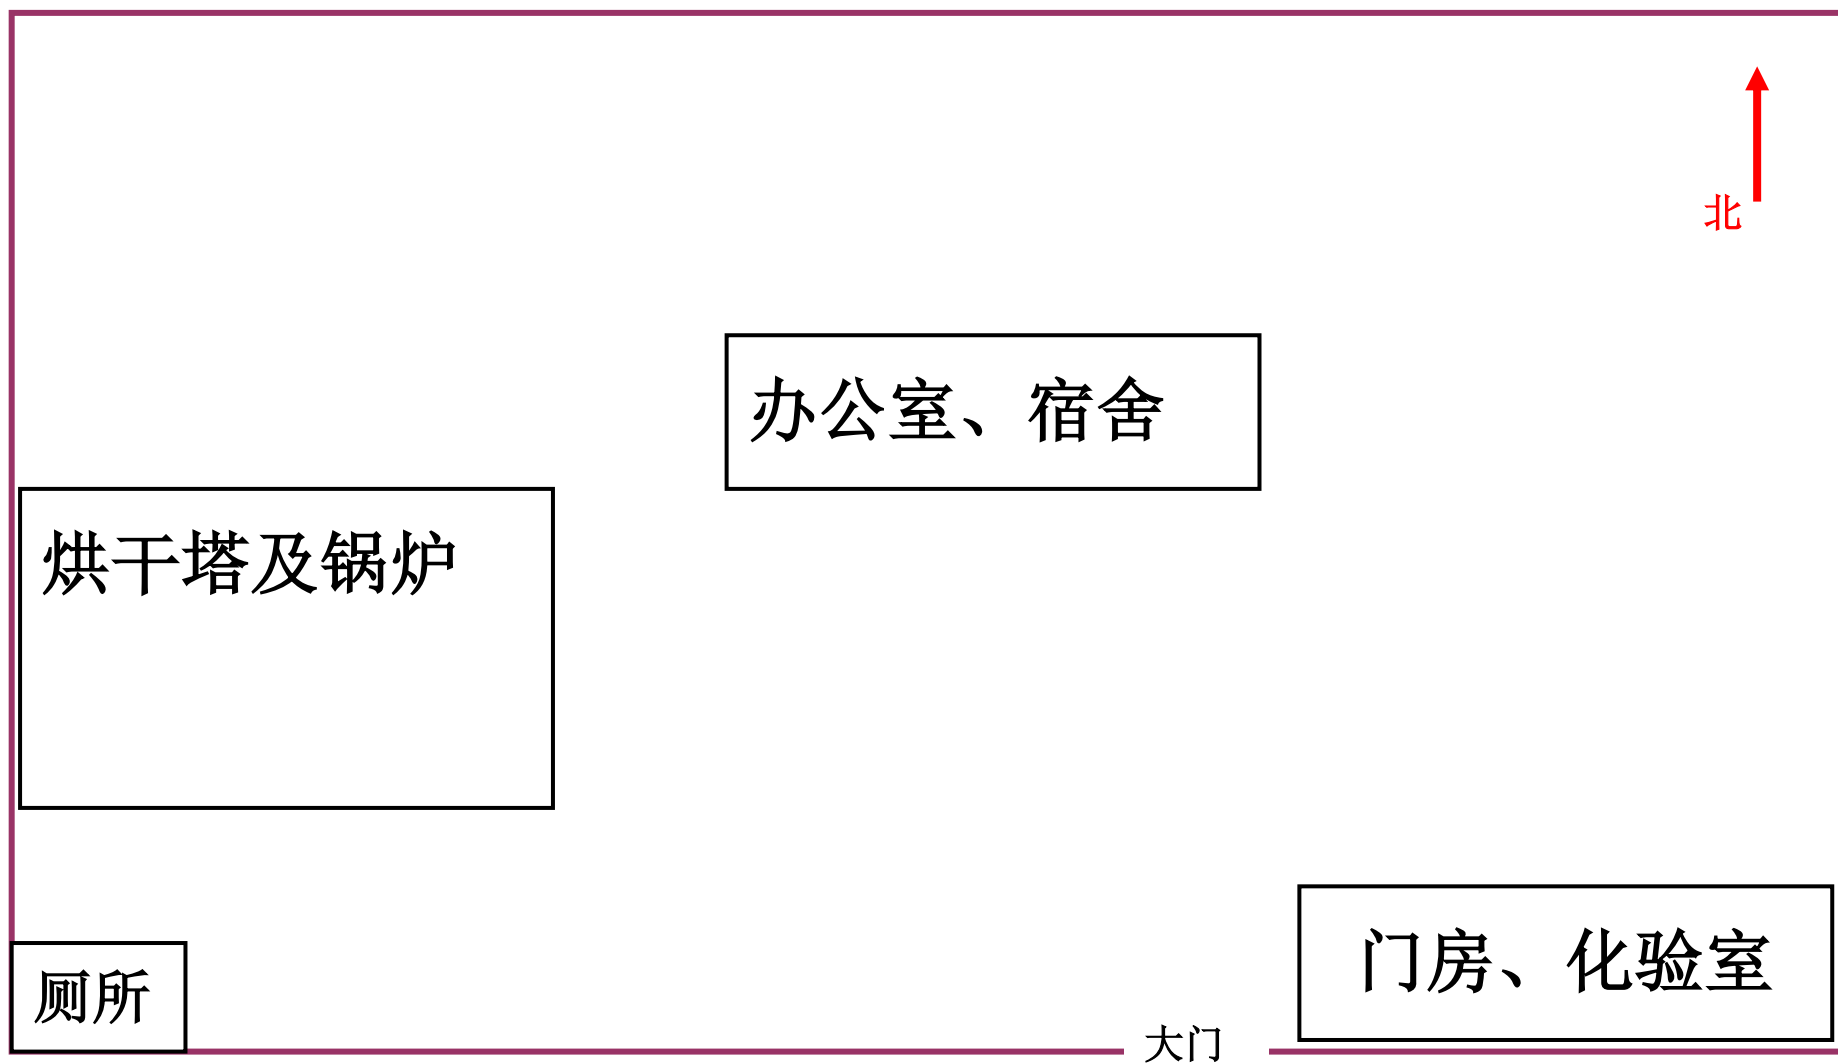 北
办公室、宿舍
烘干塔及锅炉
门房、化验室
厕所
大门